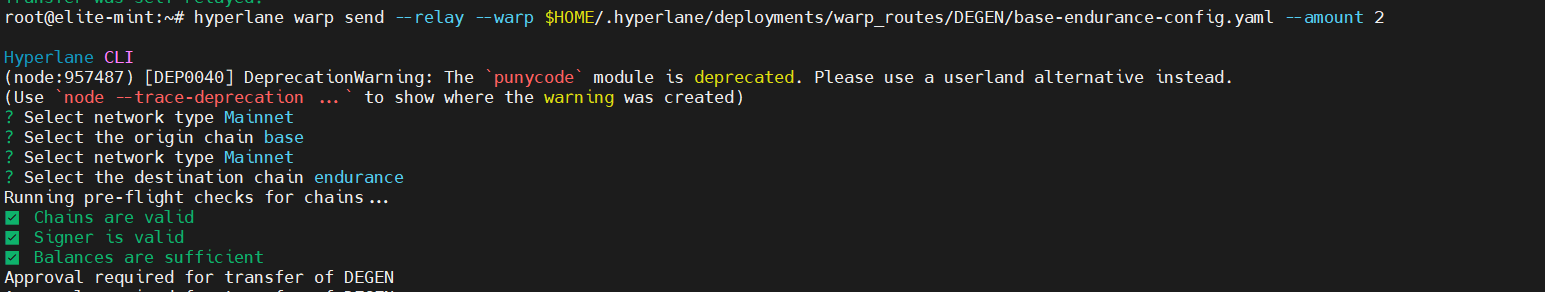 Transfer was self-relayed!
root@elite-mint:~# hyperlane warp send --relay --warp $HOME/.hyperlane/deployments/warp_routes/DEGEN/base-endurance-config.yaml --amount 2
Hyperlane CLI
(node:957487) [DEP0040] DeprecationWarning: The `punycode` module is deprecated. Please use a userland alternative instead.
(Use `node --trace-deprecation ...` to show where the warning was created)
? Select network type Mainnet
? Select the origin chain base
? Select network type Mainnet
? Select the destination chain endurance
Running pre-flight checks for chains...
✅ Chains are valid
✅ Signer is valid
✅ Balances are sufficient
Approval required for transfer of DEGEN